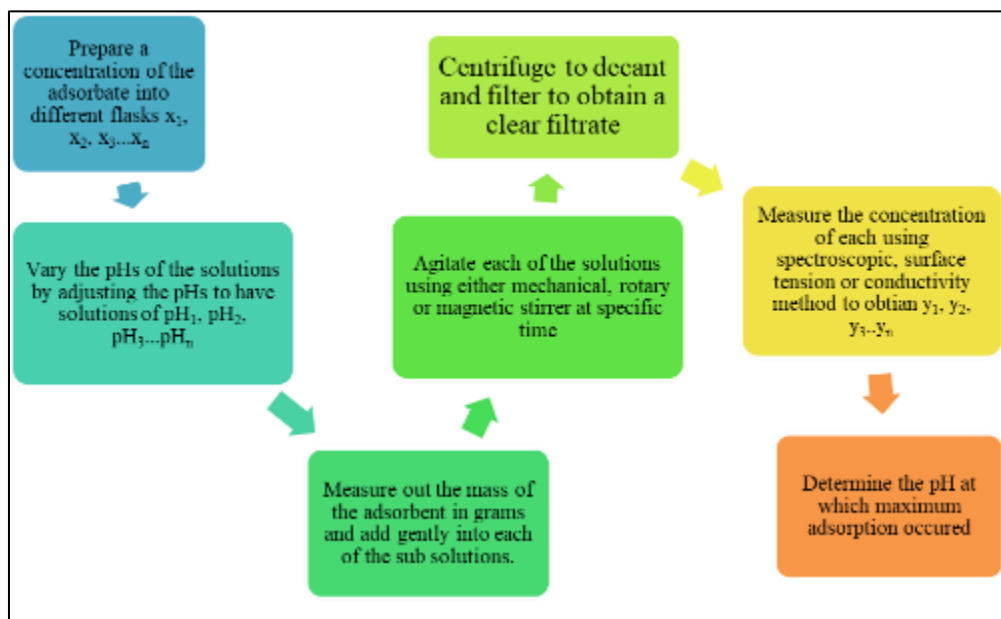 Prepare a
concentration of the
adsorbate into
different flasks x₁,
x₂, x₃...xₙ
Vary the pHs of the solutions
by adjusting the pHs to have
solutions of pH₁, pH₂,
pH₃...pHₙ
Measure out the mass of
the adsorbent in grams
and add gently into each
of the sub solutions.
Agitate each of the solutions
using either mechanical, rotary
or magnetic stirrer at specific
time
Centrifuge to decant
and filter to obtain a
clear filtrate
Measure the concentration
of each using
spectroscopic, surface
tension or conductivity
method to obtian y₁, y₂,
y₃..yₙ
Determine the pH at
which maximum
adsorption occured